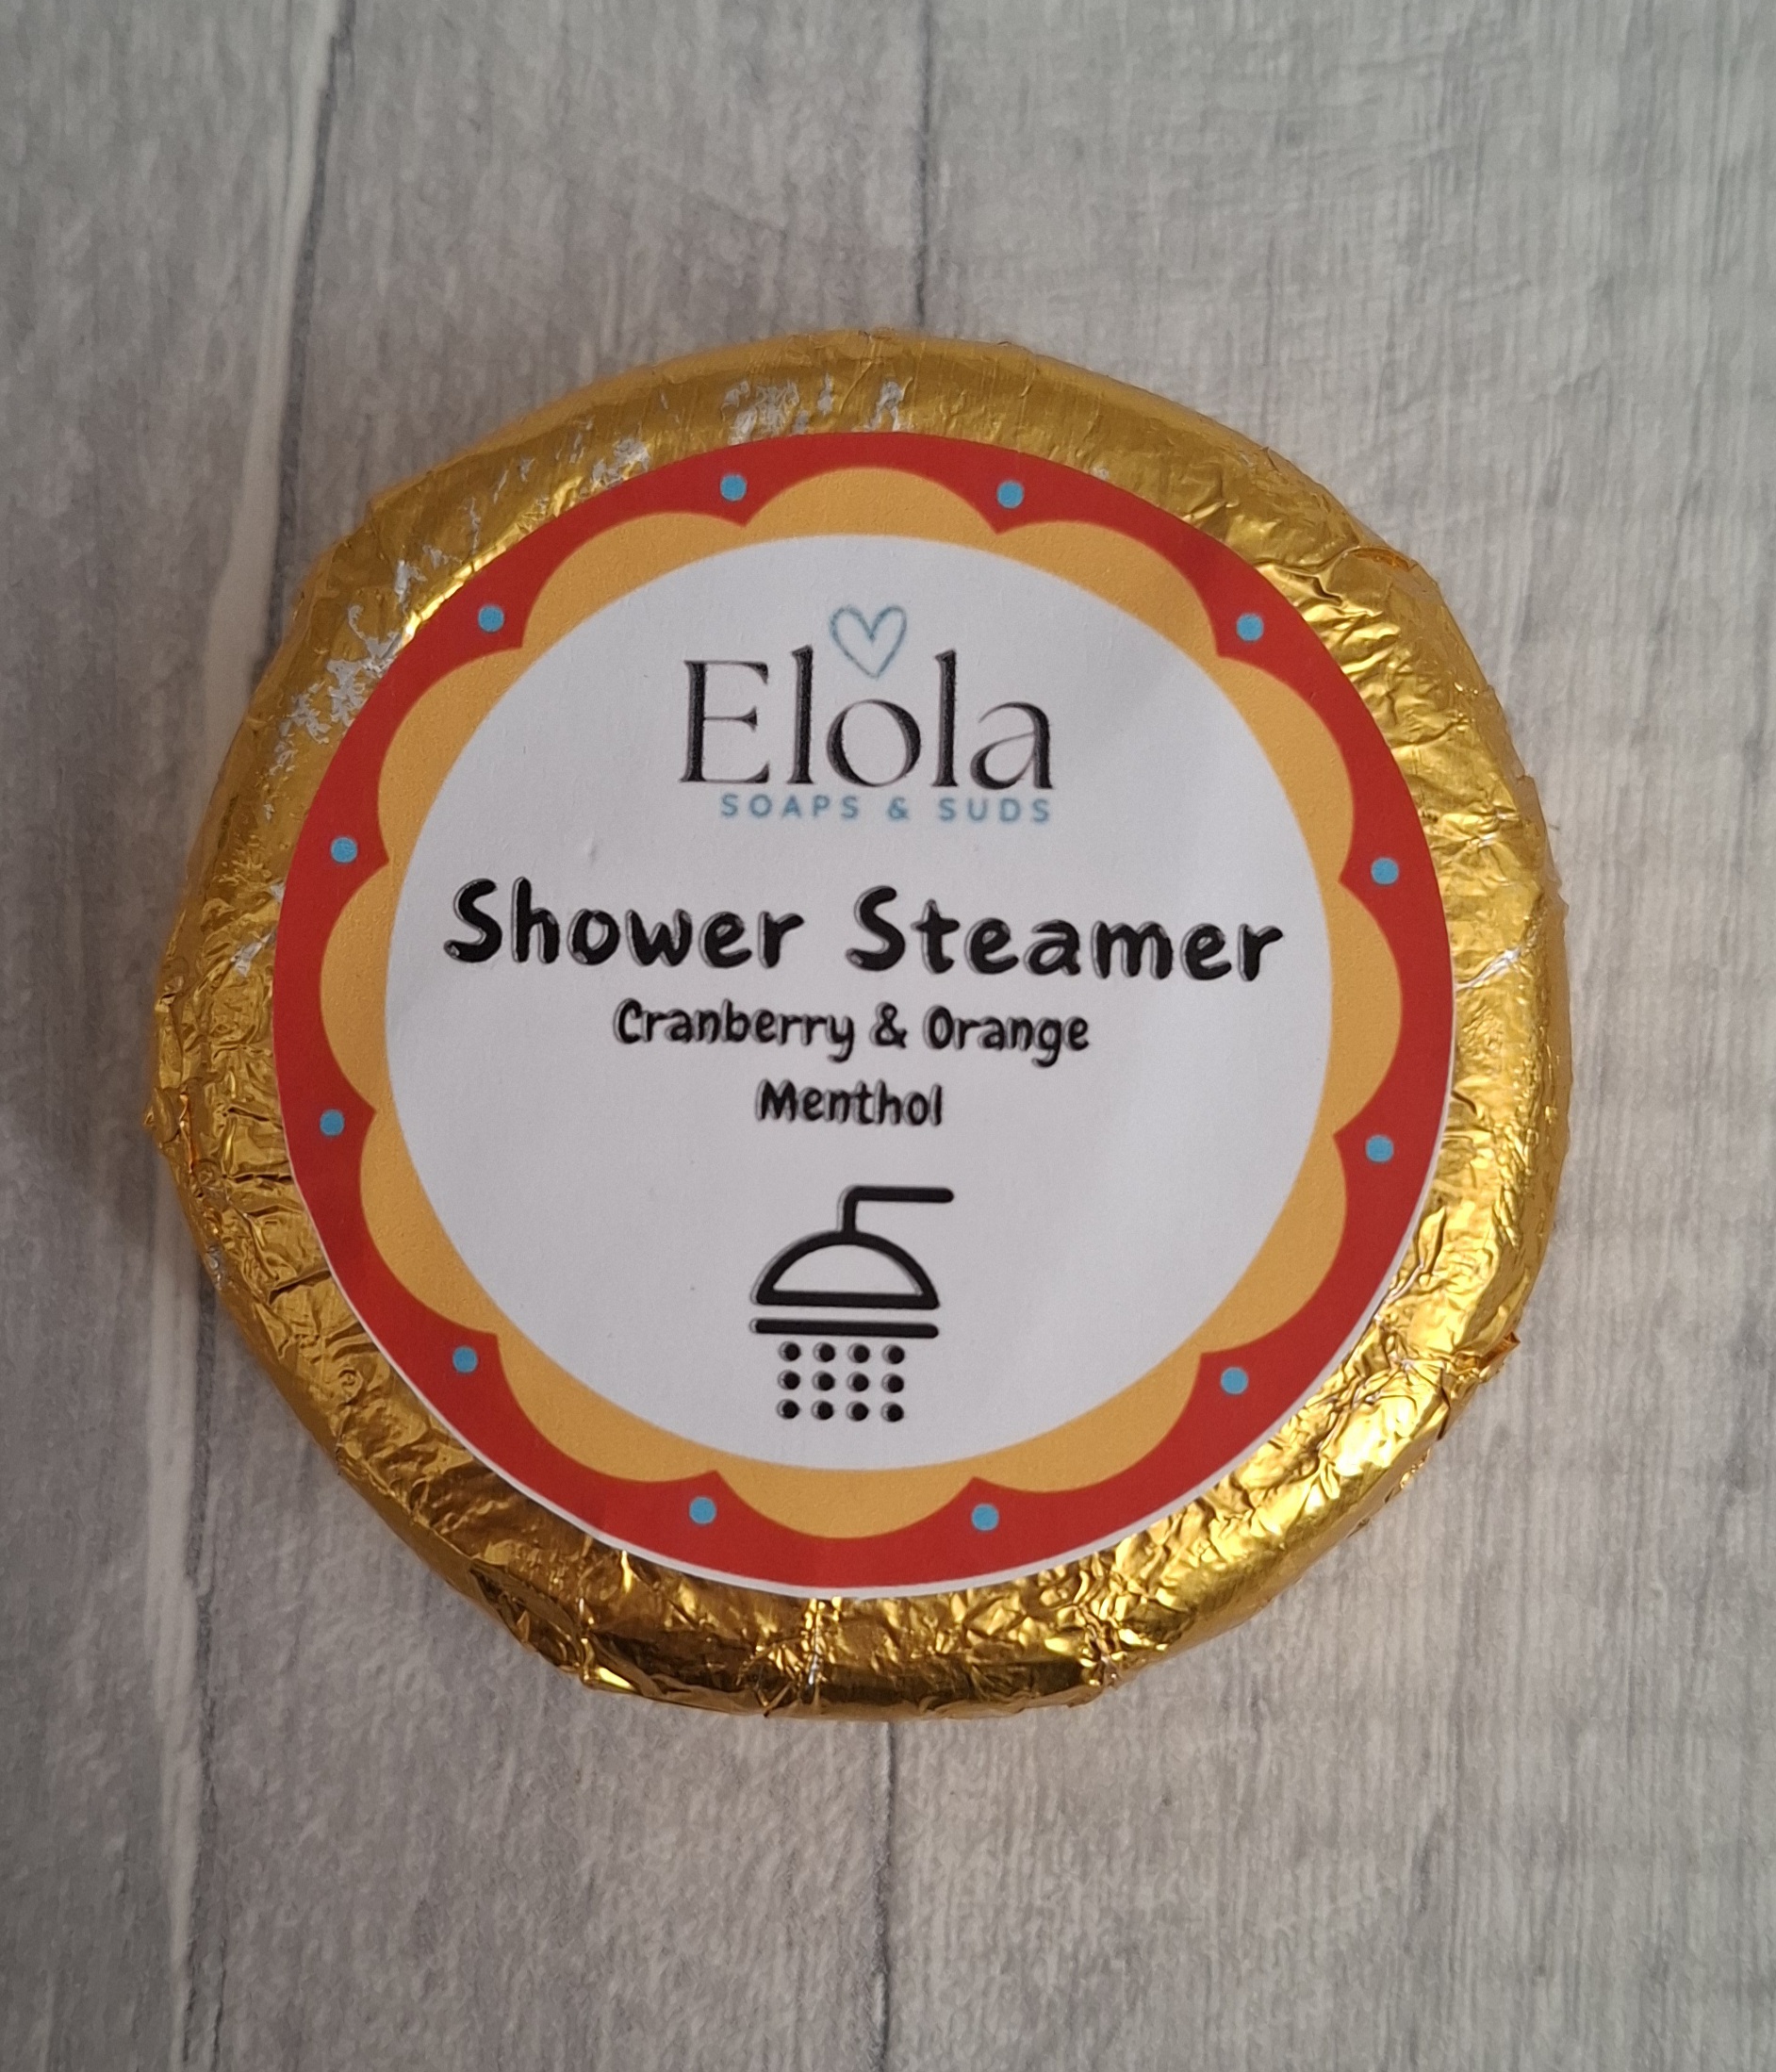 Elola
SOAPS & SUDS
Shower Steamer
Cranberry & Orange
Menthol